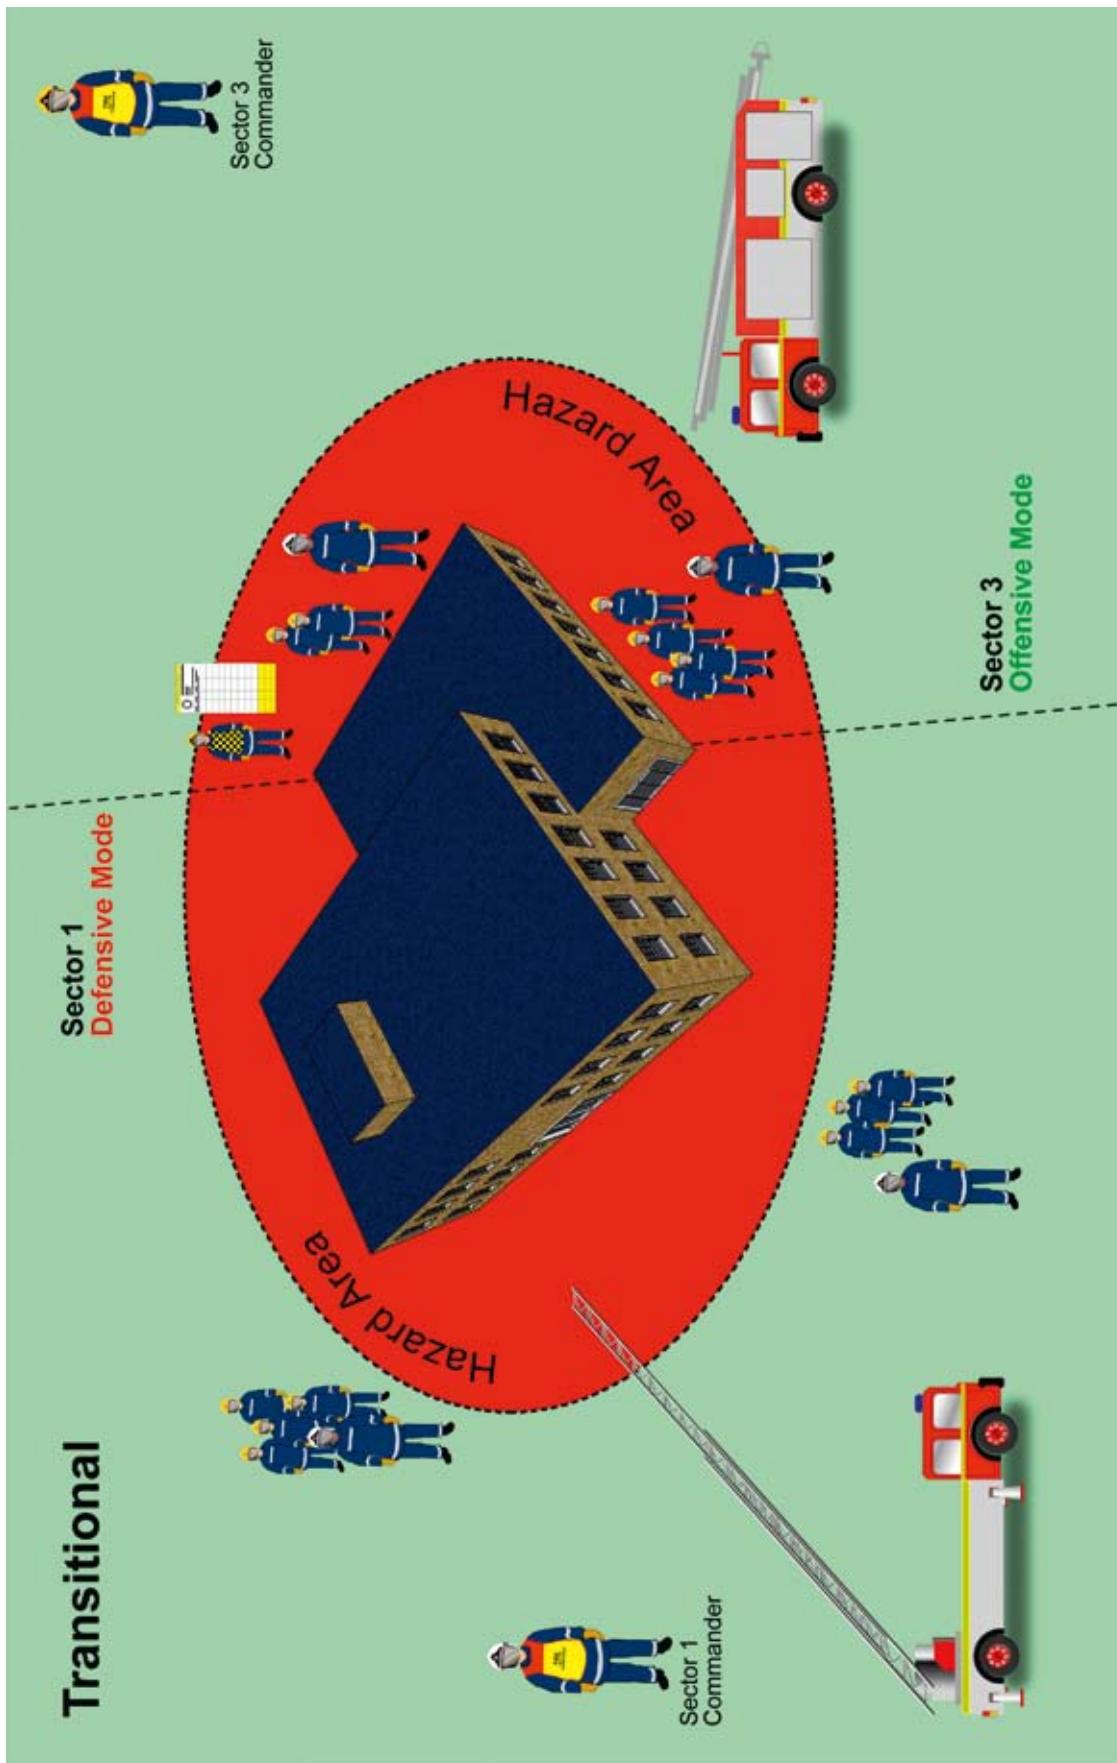 Transitional
Sector 1
Defensive Mode
Sector 3
Offensive Mode
Hazard Area
Hazard Area
Sector 1
Commander
Sector 3
Commander